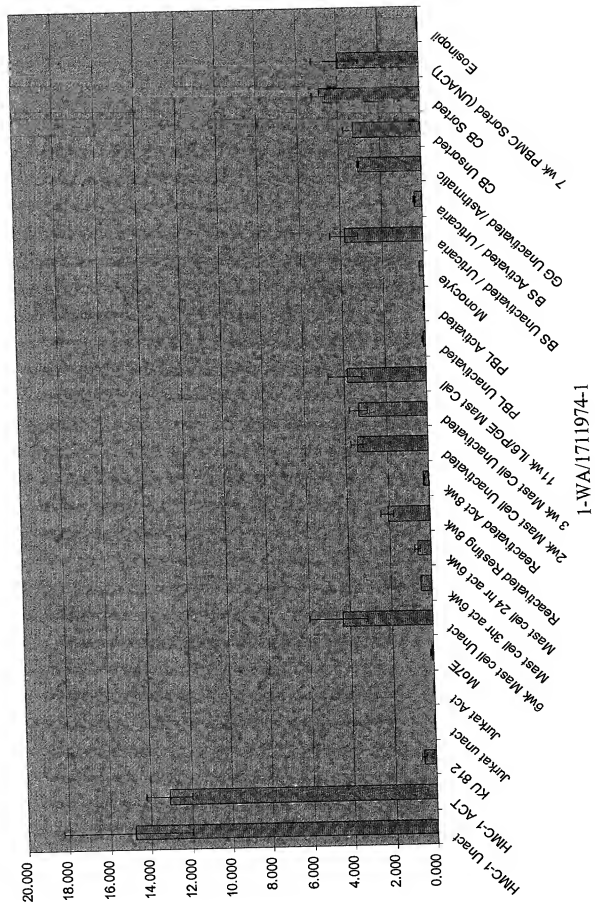 20.000
18.000
16.000
14.000
12.000
10.000
8.000
6.000
4.000
2.000
0.000
HMC-1 Unact
HMC-1 ACT
KU 812
Jurkat unact
Jurkat Act
Mo7E
6wk Mast cell Unact
Mast cell 3hr act 6wk
Mast cell 24 hr act 6wk
Reactivated Resting 8wk
Reactivated Act 8wk
2wk Mast Cell Unactivated
3 wk Mast Cell Unactivated
11wk IL6/PGE Mast Cell
PBL Unactivated
PBL Activated
Monocyte
BS Unactivated / Urticaria
BS Activated / Urticaria
GG Unactivated /Asthmatic
CB Unsorted
CB Sorted
7 wk PBMC Sorted (UNACT)
Eosinopil
1-WA/1711974-1